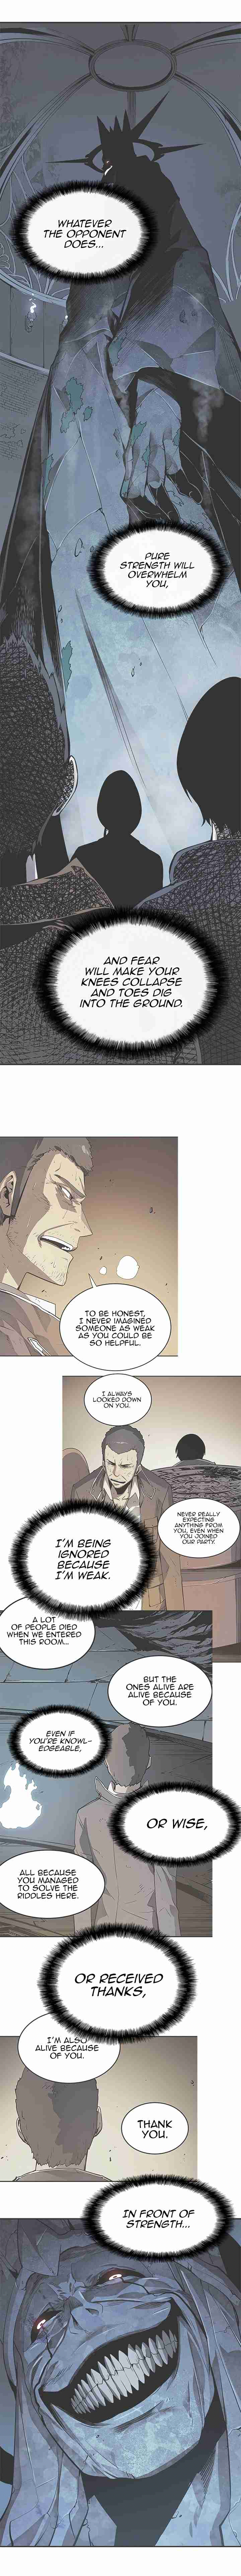 WHATEVER
THE OPPONENT
DOES...
PURE
STRENGTH WILL
OVERWHELM
YOU,
AND FEAR
WILL MAKE YOUR
KNEES COLLAPSE
AND TOES DIG
INTO THE GROUND.
TO BE HONEST,
I NEVER IMAGINED
SOMEONE AS WEAK
AS YOU COULD BE
SO HELPFUL.
I ALWAYS
LOOKED DOWN
ON YOU.
NEVER REALLY
EXPECTING
ANYTHING FROM
YOU, EVEN WHEN
YOU JOINED
OUR PARTY.
I'M BEING
IGNORED
BECAUSE
I'M WEAK.
A LOT
OF PEOPLE DIED
WHEN WE ENTERED
THIS ROOM...
BUT THE
ONES ALIVE ARE
ALIVE BECAUSE
OF YOU.
EVEN IF
YOU'RE KNOWL-
EDGEABLE,
OR WISE,
ALL BECAUSE
YOU MANAGED
TO SOLVE THE
RIDDLES HERE.
OR RECEIVED
THANKS,
I'M ALSO
ALIVE BECAUSE
OF YOU.
THANK
YOU.
IN FRONT OF
STRENGTH...